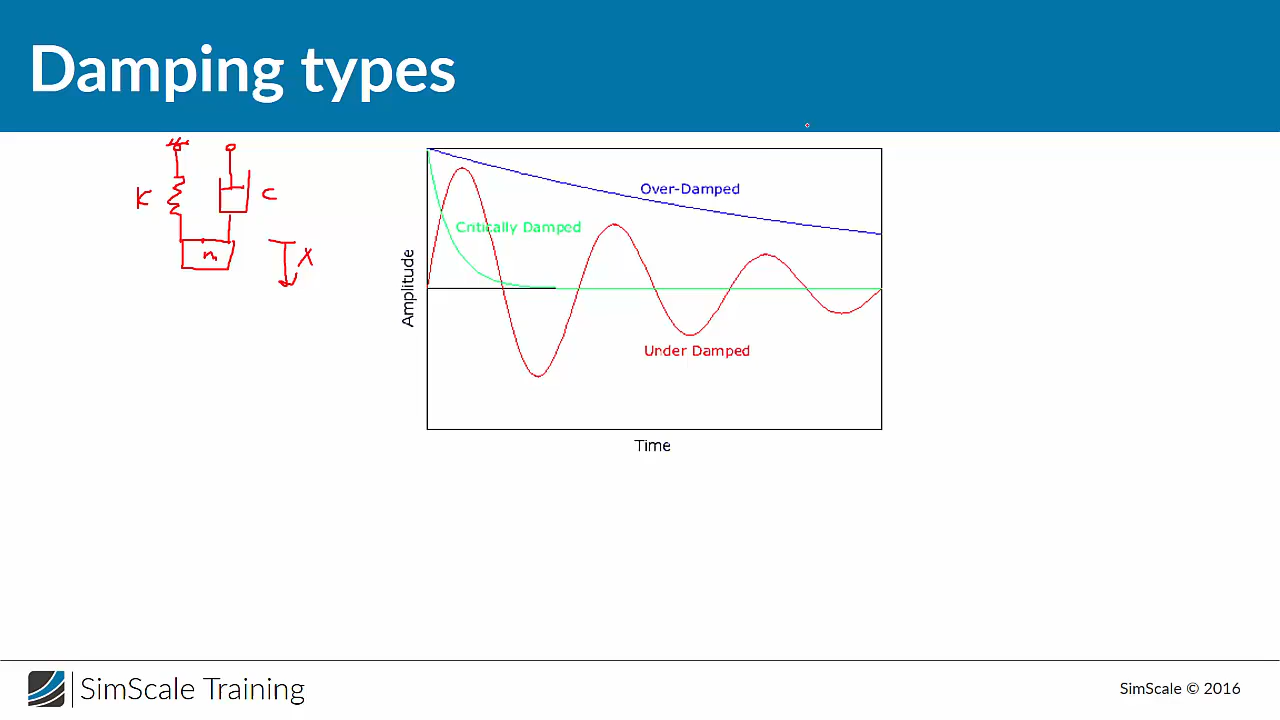 Damping types
K
C
m
X
Over-Damped
Critically Damped
Under Damped
Amplitude
Time
SimScale Training
SimScale © 2016